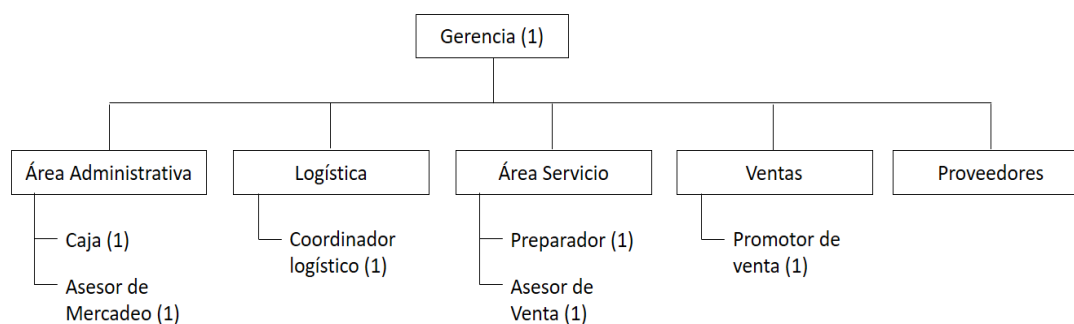 Gerencia (1)
Área Administrativa
Logística
Área Servicio
Ventas
Proveedores
Caja (1)
Asesor de
Mercadeo (1)
Coordinador
logístico (1)
Preparador (1)
Asesor de
Venta (1)
Promotor de
venta (1)